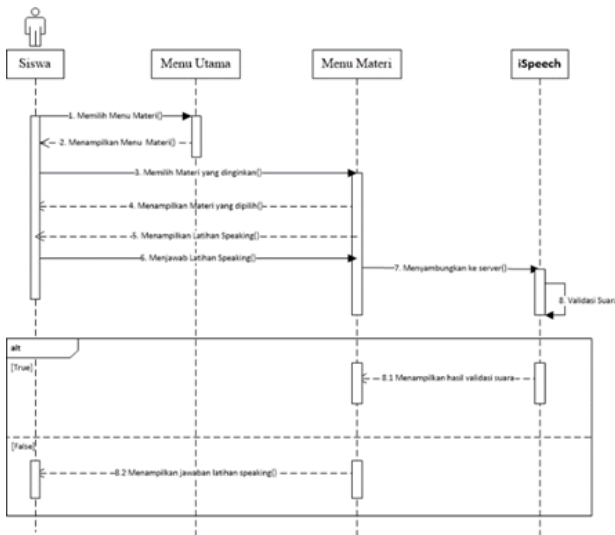 Siswa
Menu Utama
Menu Materi
iSpeech
1. Memilih Menu Materi()
2. Menampilkan Menu Materi()
3. Memilih Materi yang dinginkan()
4. Menampilkan Materi yang dipilih()
5. Menampilkan Latihan Speaking()
6. Menjawab Latihan Speaking()
7. Menyambungkan ke server()
8. Validasi Suara
alt
[True]
8.1 Menampilkan hasil validasi suara
[False]
8.2 Menampilkan jawaban latihan speaking()